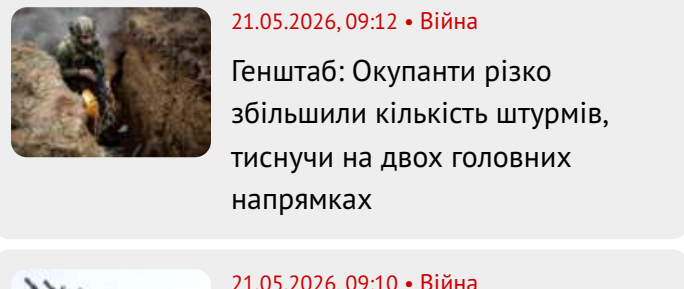 21.05.2026, 09:12 • Війна
Генштаб: Окупанти різко
збільшили кількість штурмів,
тиснучи на двох головних
напрямках
21.05.2026, 09:10 • Війна